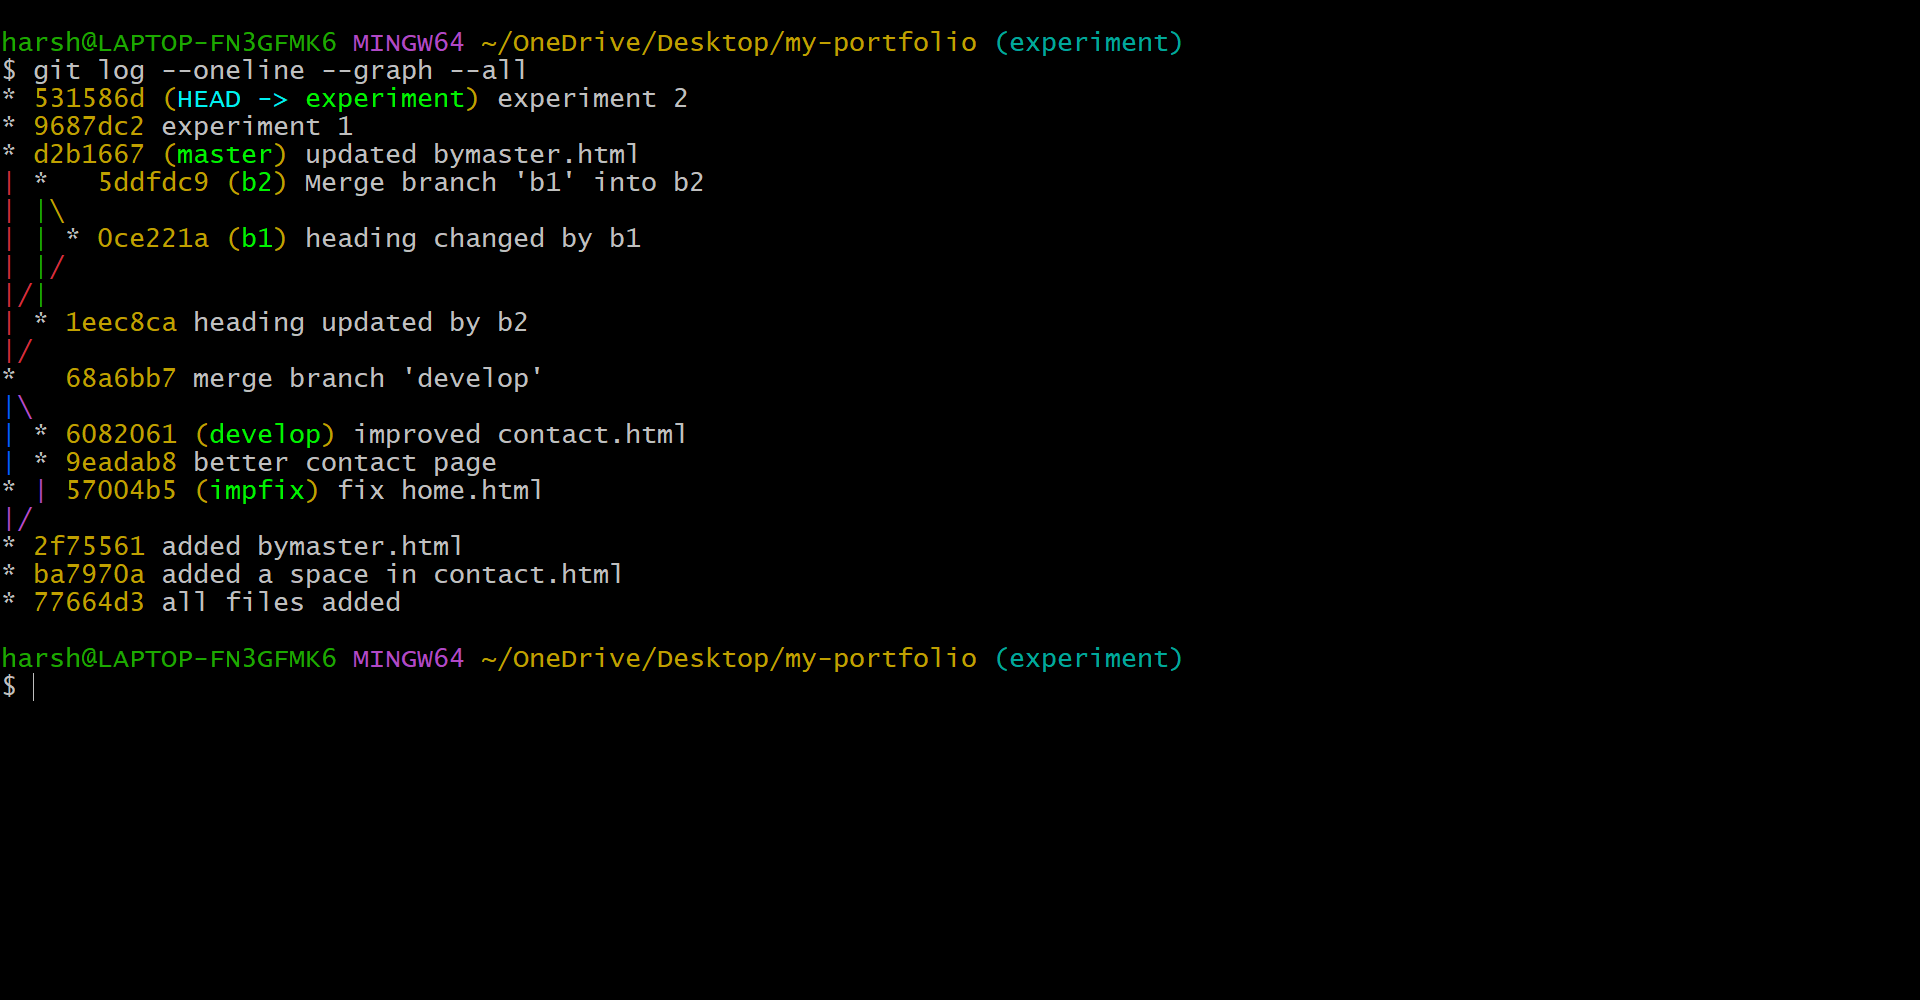 harsh@LAPTOP-FN3GFMK6 MINGW64 ~/OneDrive/Desktop/my-portfolio (experiment)
$ git log --oneline --graph --all
* 531586d (HEAD -> experiment) experiment 2
* 9687dc2 experiment 1
* d2b1667 (master) updated bymaster.html
| *   5ddfdc9 (b2) Merge branch 'b1' into b2
| |\
| | * 0ce221a (b1) heading changed by b1
| |/
|/|
| * 1eec8ca heading updated by b2
|/
*   68a6bb7 merge branch 'develop'
|\
| * 6082061 (develop) improved contact.html
| * 9eadab8 better contact page
* | 57004b5 (impfix) fix home.html
|/
* 2f75561 added bymaster.html
* ba7970a added a space in contact.html
* 77664d3 all files added
harsh@LAPTOP-FN3GFMK6 MINGW64 ~/OneDrive/Desktop/my-portfolio (experiment)
$